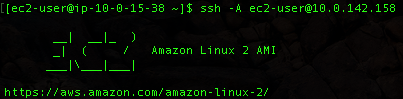 [[ec2-user@ip-10-0-15-38 ~]$ ssh -A ec2-user@10.0.142.158
       __|  __|_  )
       _|  (     /   Amazon Linux 2 AMI
      ___|\___|___|
https://aws.amazon.com/amazon-linux-2/